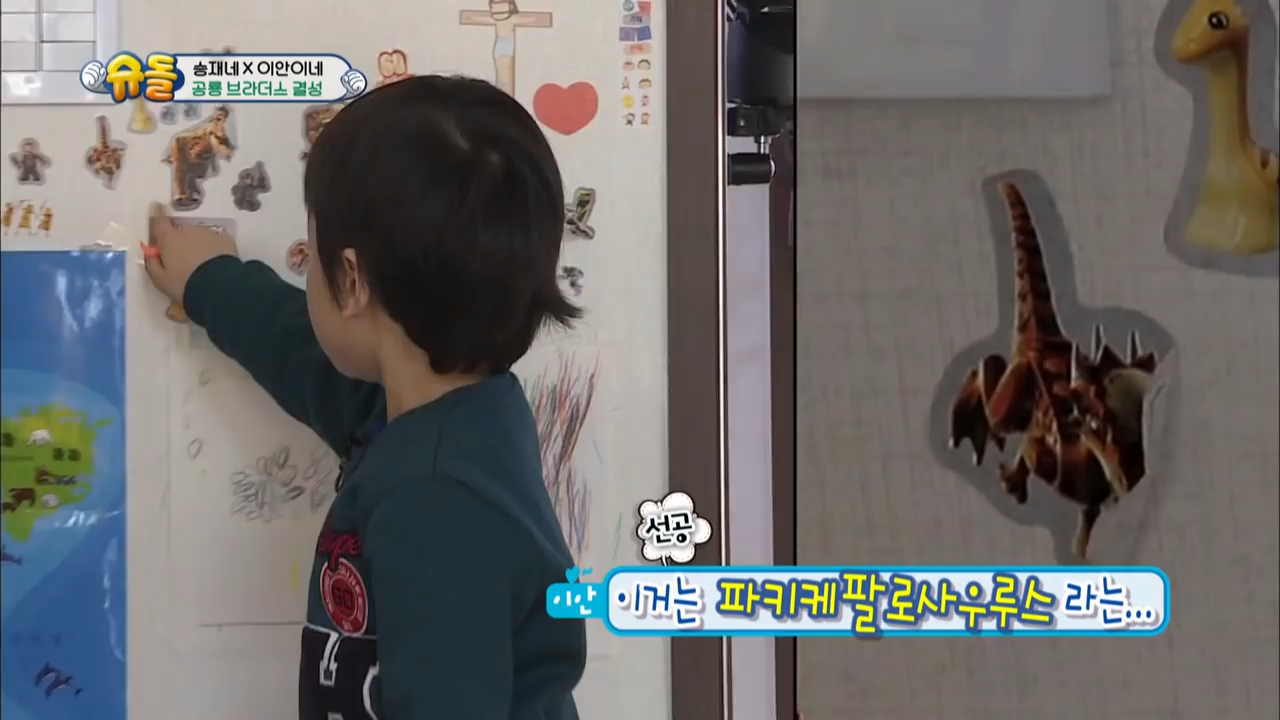 슈돌
승재네 X 이안이네
공룡 브라더스 결성
선공
이안
이거는 파키케팔로사우루스 라는...